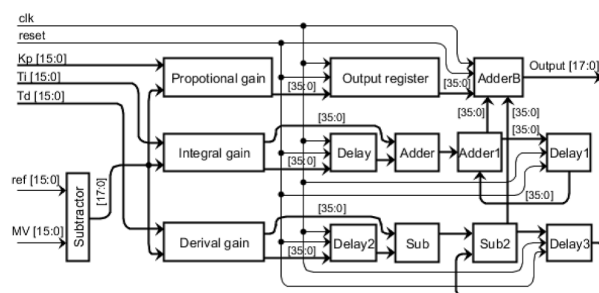 clk
reset
Kp [15:0]
Ti [15:0]
Td [15:0]
ref [15:0]
MV [15:0]
Subtractor
[17:0]
Propotional gain
[35:0]
Output register
[35:0]
AdderB
Output [17:0]
[35:0]
[35:0]
[35:0]
Integral gain
[35:0]
[35:0]
Delay
Adder
Adder1
Delay1
[35:0]
Derival gain
[35:0]
[35:0]
Delay2
Sub
Sub2
Delay3